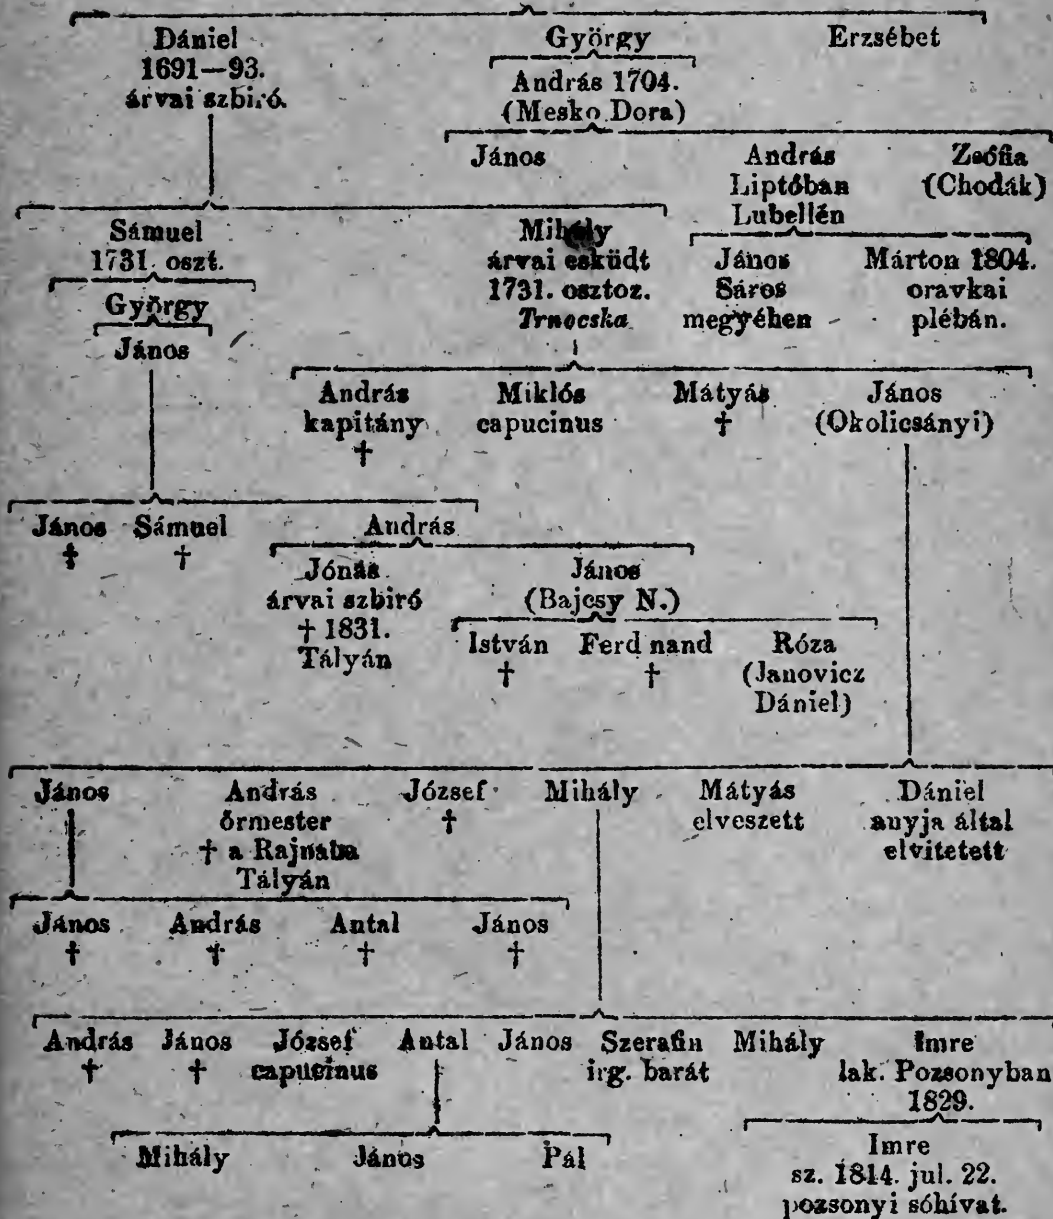 Dániel György Erzsébet
1691—93. András 1704.
árvai szbiró. (Mesko Dora)
János András Zsófia
Liptóban (Chodák)
Lubellén
Sámuel Mihály
1731. oszt. árvai esküdt János Márton 1804.
György 1731. osztoz. Sáros oravkai
Trnocska megyében plébán.
János
András Miklós Mátyás János
kapitány capucinus † (Okolicsányi)
†
János Sámuel András
† †
Jónás János
árvai szbiró (Bajcsy N.)
† 1831. István Ferdinand Róza
Tályán † † (Janovicz
Dániel)
János András József Mihály Mátyás Dániel
őrmester † elveszett anyja által
† a Rajnaba elvitetett
Tályán
János András Antal János
† † † †
András János József Antal János Szerafin Mihály Imre
† † capucinus irg. barát lak. Pozsonyban
1829.
Mihály János Pál Imre
sz. 1814. jul. 22.
pozsonyi sóhívat.